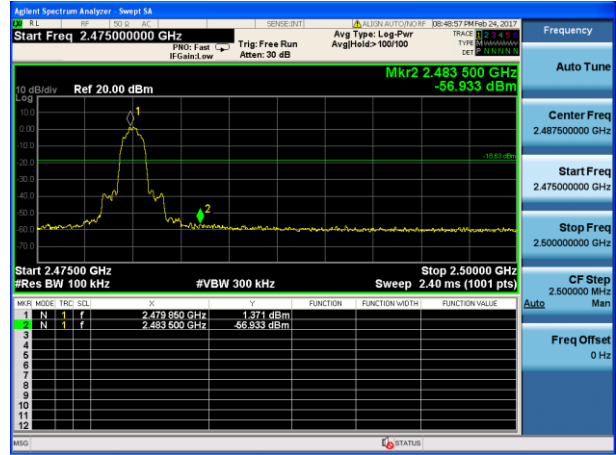 Agilent Spectrum Analyzer - Swept SA
RL RF 50 Ω AC SENSE:INT ALIGN AUTO/NO RF 08:48:57 PM Feb 24, 2017
Start Freq 2.475000000 GHz
PNO: Fast
IFGain:Low
Trig: Free Run
Atten: 30 dB
Avg Type: Log-Pwr
Avg|Hold:> 100/100
TRACE 1 2 3 4 5 6
TYPE M
DET P N N N N N
Frequency
Auto Tune
Center Freq
2.487500000 GHz
Start Freq
2.475000000 GHz
Stop Freq
2.500000000 GHz
CF Step
2.500000 MHz
Auto Man
Freq Offset
0 Hz
Mkr2 2.483 500 GHz
-56.933 dBm
10 dB/div Ref 20.00 dBm
Log
10.0
0.00
-10.0
-20.0
-30.0
-40.0
-50.0
-60.0
-70.0
1
2
-18.63 dBm
Start 2.47500 GHz Stop 2.50000 GHz
#Res BW 100 kHz #VBW 300 kHz Sweep 2.40 ms (1001 pts)
MKR MODE TRC SCL X Y FUNCTION FUNCTION WIDTH FUNCTION VALUE
1 N 1 f 2.479 850 GHz 1.371 dBm
2 N 1 f 2.483 500 GHz -56.933 dBm
3
4
5
6
7
8
9
10
11
12
MSG STATUS